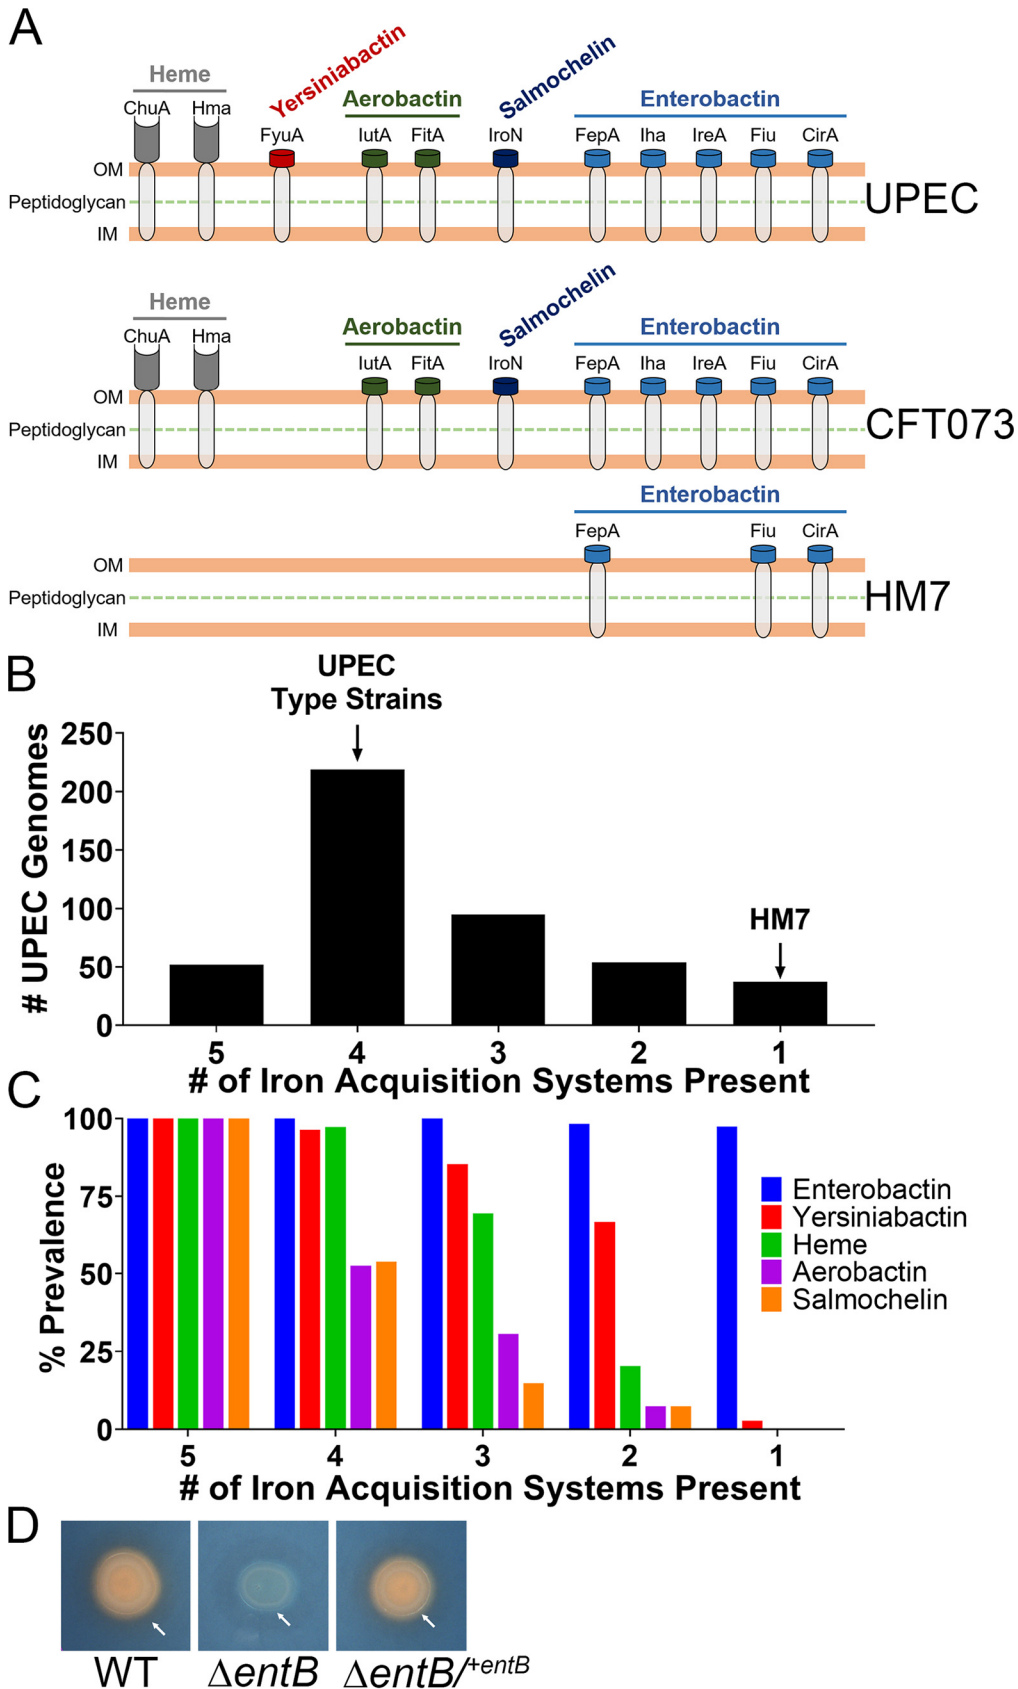 A
Heme
Yersiniabactin
Aerobactin
Salmochelin
Enterobactin
ChuA Hma FyuA IutA FitA IroN FepA Iha IreA Fiu CirA
OM
Peptidoglycan
IM
UPEC
Heme
Aerobactin
Salmochelin
Enterobactin
ChuA Hma IutA FitA IroN FepA Iha IreA Fiu CirA
OM
Peptidoglycan
IM
CFT073
Enterobactin
FepA Fiu CirA
OM
Peptidoglycan
IM
HM7
B
UPEC
Type Strains
HM7
# UPEC Genomes
250
200
150
100
50
0
5 4 3 2 1
# of Iron Acquisition Systems Present
C
% Prevalence
100
75
50
25
0
Enterobactin
Yersiniabactin
Heme
Aerobactin
Salmochelin
5 4 3 2 1
# of Iron Acquisition Systems Present
D
WT ΔentB ΔentB/+entB